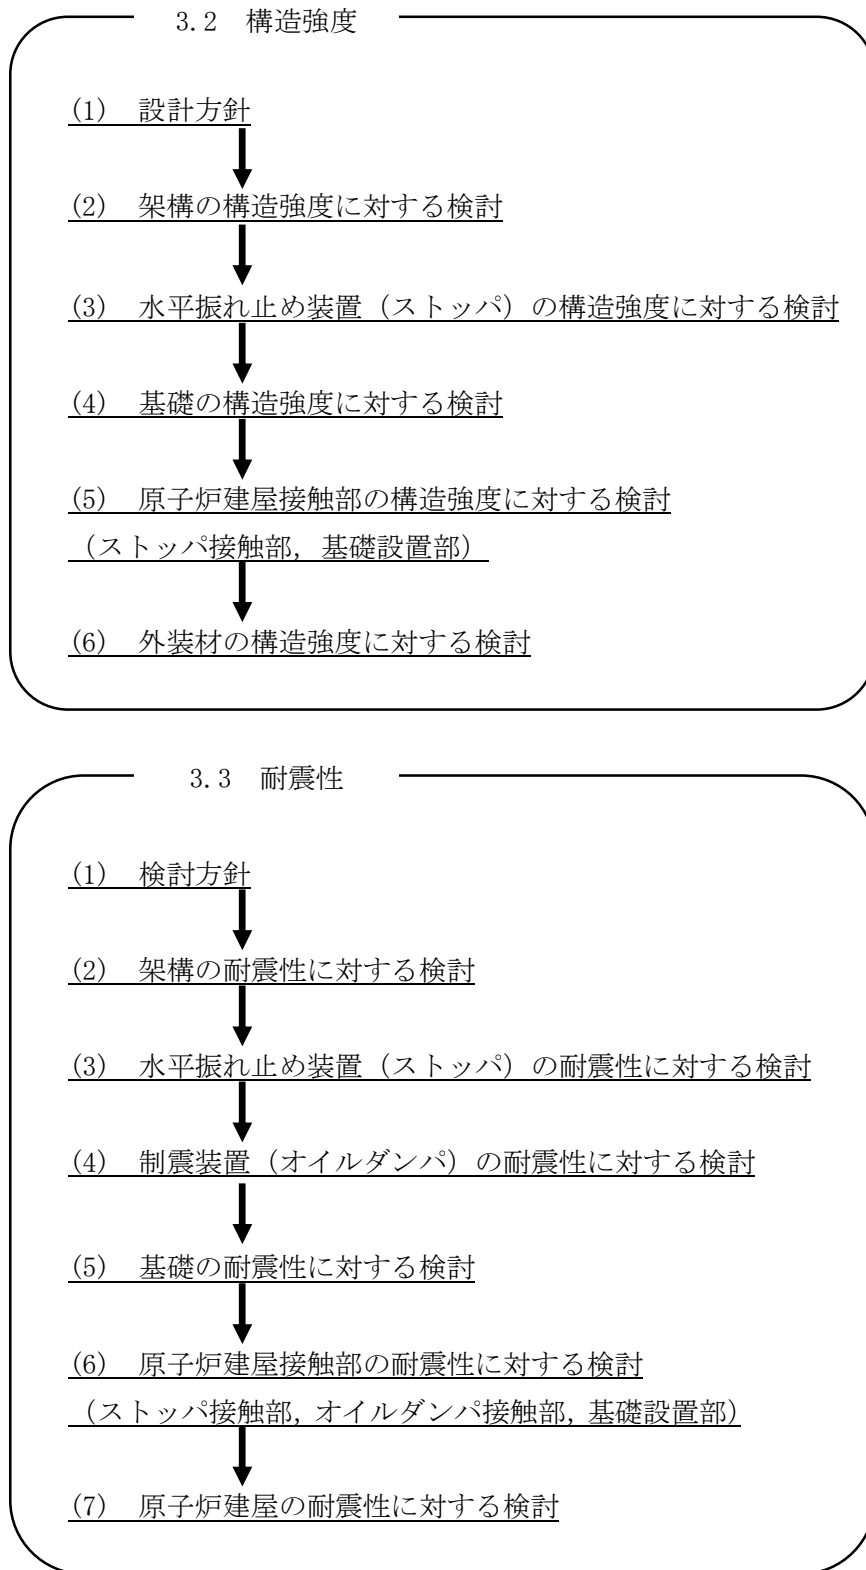 3.2 構造強度
(1) 設計方針
(2) 架構の構造強度に対する検討
(3) 水平振れ止め装置（ストッパ）の構造強度に対する検討
(4) 基礎の構造強度に対する検討
(5) 原子炉建屋接触部の構造強度に対する検討
（ストッパ接触部, 基礎設置部）
(6) 外装材の構造強度に対する検討
3.3 耐震性
(1) 検討方針
(2) 架構の耐震性に対する検討
(3) 水平振れ止め装置（ストッパ）の耐震性に対する検討
(4) 制震装置（オイルダンパ）の耐震性に対する検討
(5) 基礎の耐震性に対する検討
(6) 原子炉建屋接触部の耐震性に対する検討
（ストッパ接触部, オイルダンパ接触部, 基礎設置部）
(7) 原子炉建屋の耐震性に対する検討